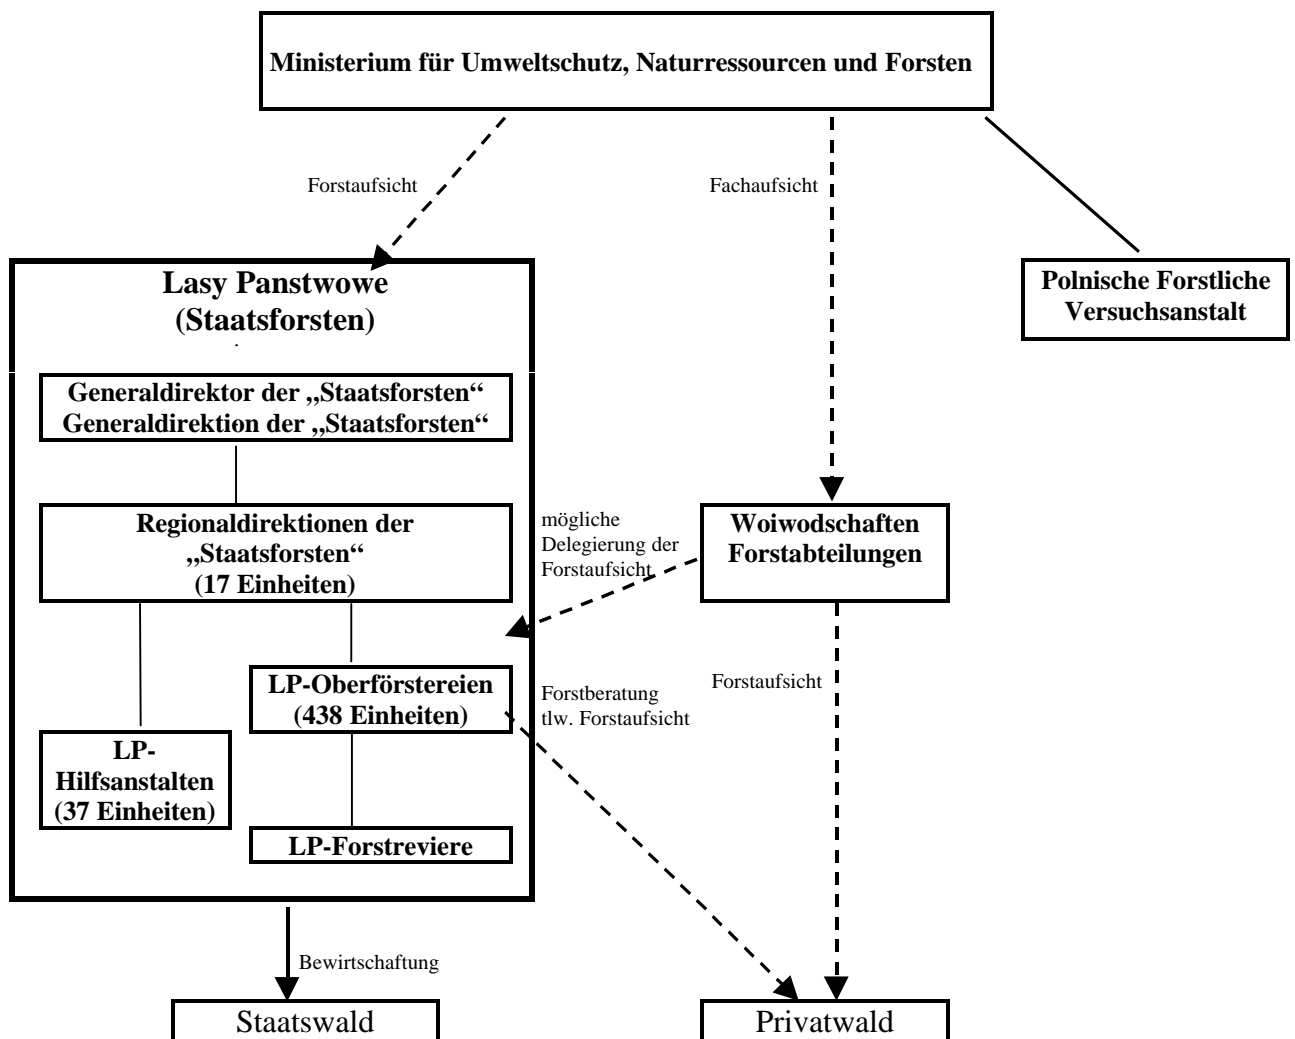 Ministerium für Umweltschutz, Naturressourcen und Forsten
Forstaufsicht
Fachaufsicht
Lasy Panstwowe
(Staatsforsten)
Polnische Forstliche
Versuchsanstalt
Generaldirektor der „Staatsforsten“
Generaldirektion der „Staatsforsten“
Regionaldirektionen der
„Staatsforsten“
(17 Einheiten)
mögliche
Delegierung der
Forstaufsicht
Woiwodschaften
Forstabteilungen
LP-Oberförstereien
(438 Einheiten)
Forstberatung
tlw. Forstaufsicht
Forstaufsicht
LP-
Hilfsanstalten
(37 Einheiten)
LP-Forstreviere
Bewirtschaftung
Staatswald
Privatwald